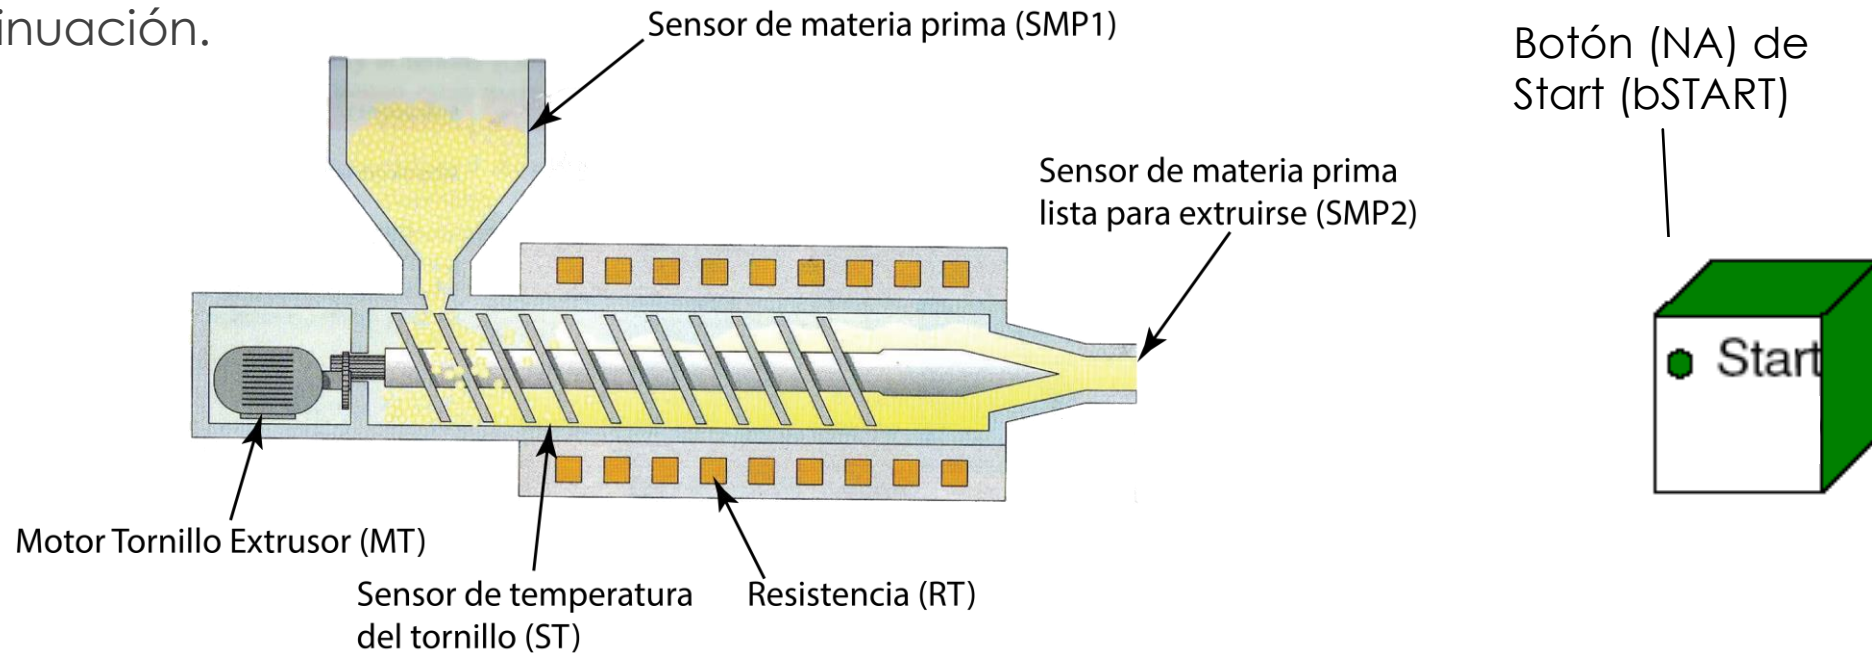 inuación.
Sensor de materia prima (SMP1)
Botón (NA) de
Start (bSTART)
Sensor de materia prima
lista para extruirse (SMP2)
Start
Motor Tornillo Extrusor (MT)
Sensor de temperatura
del tornillo (ST)
Resistencia (RT)